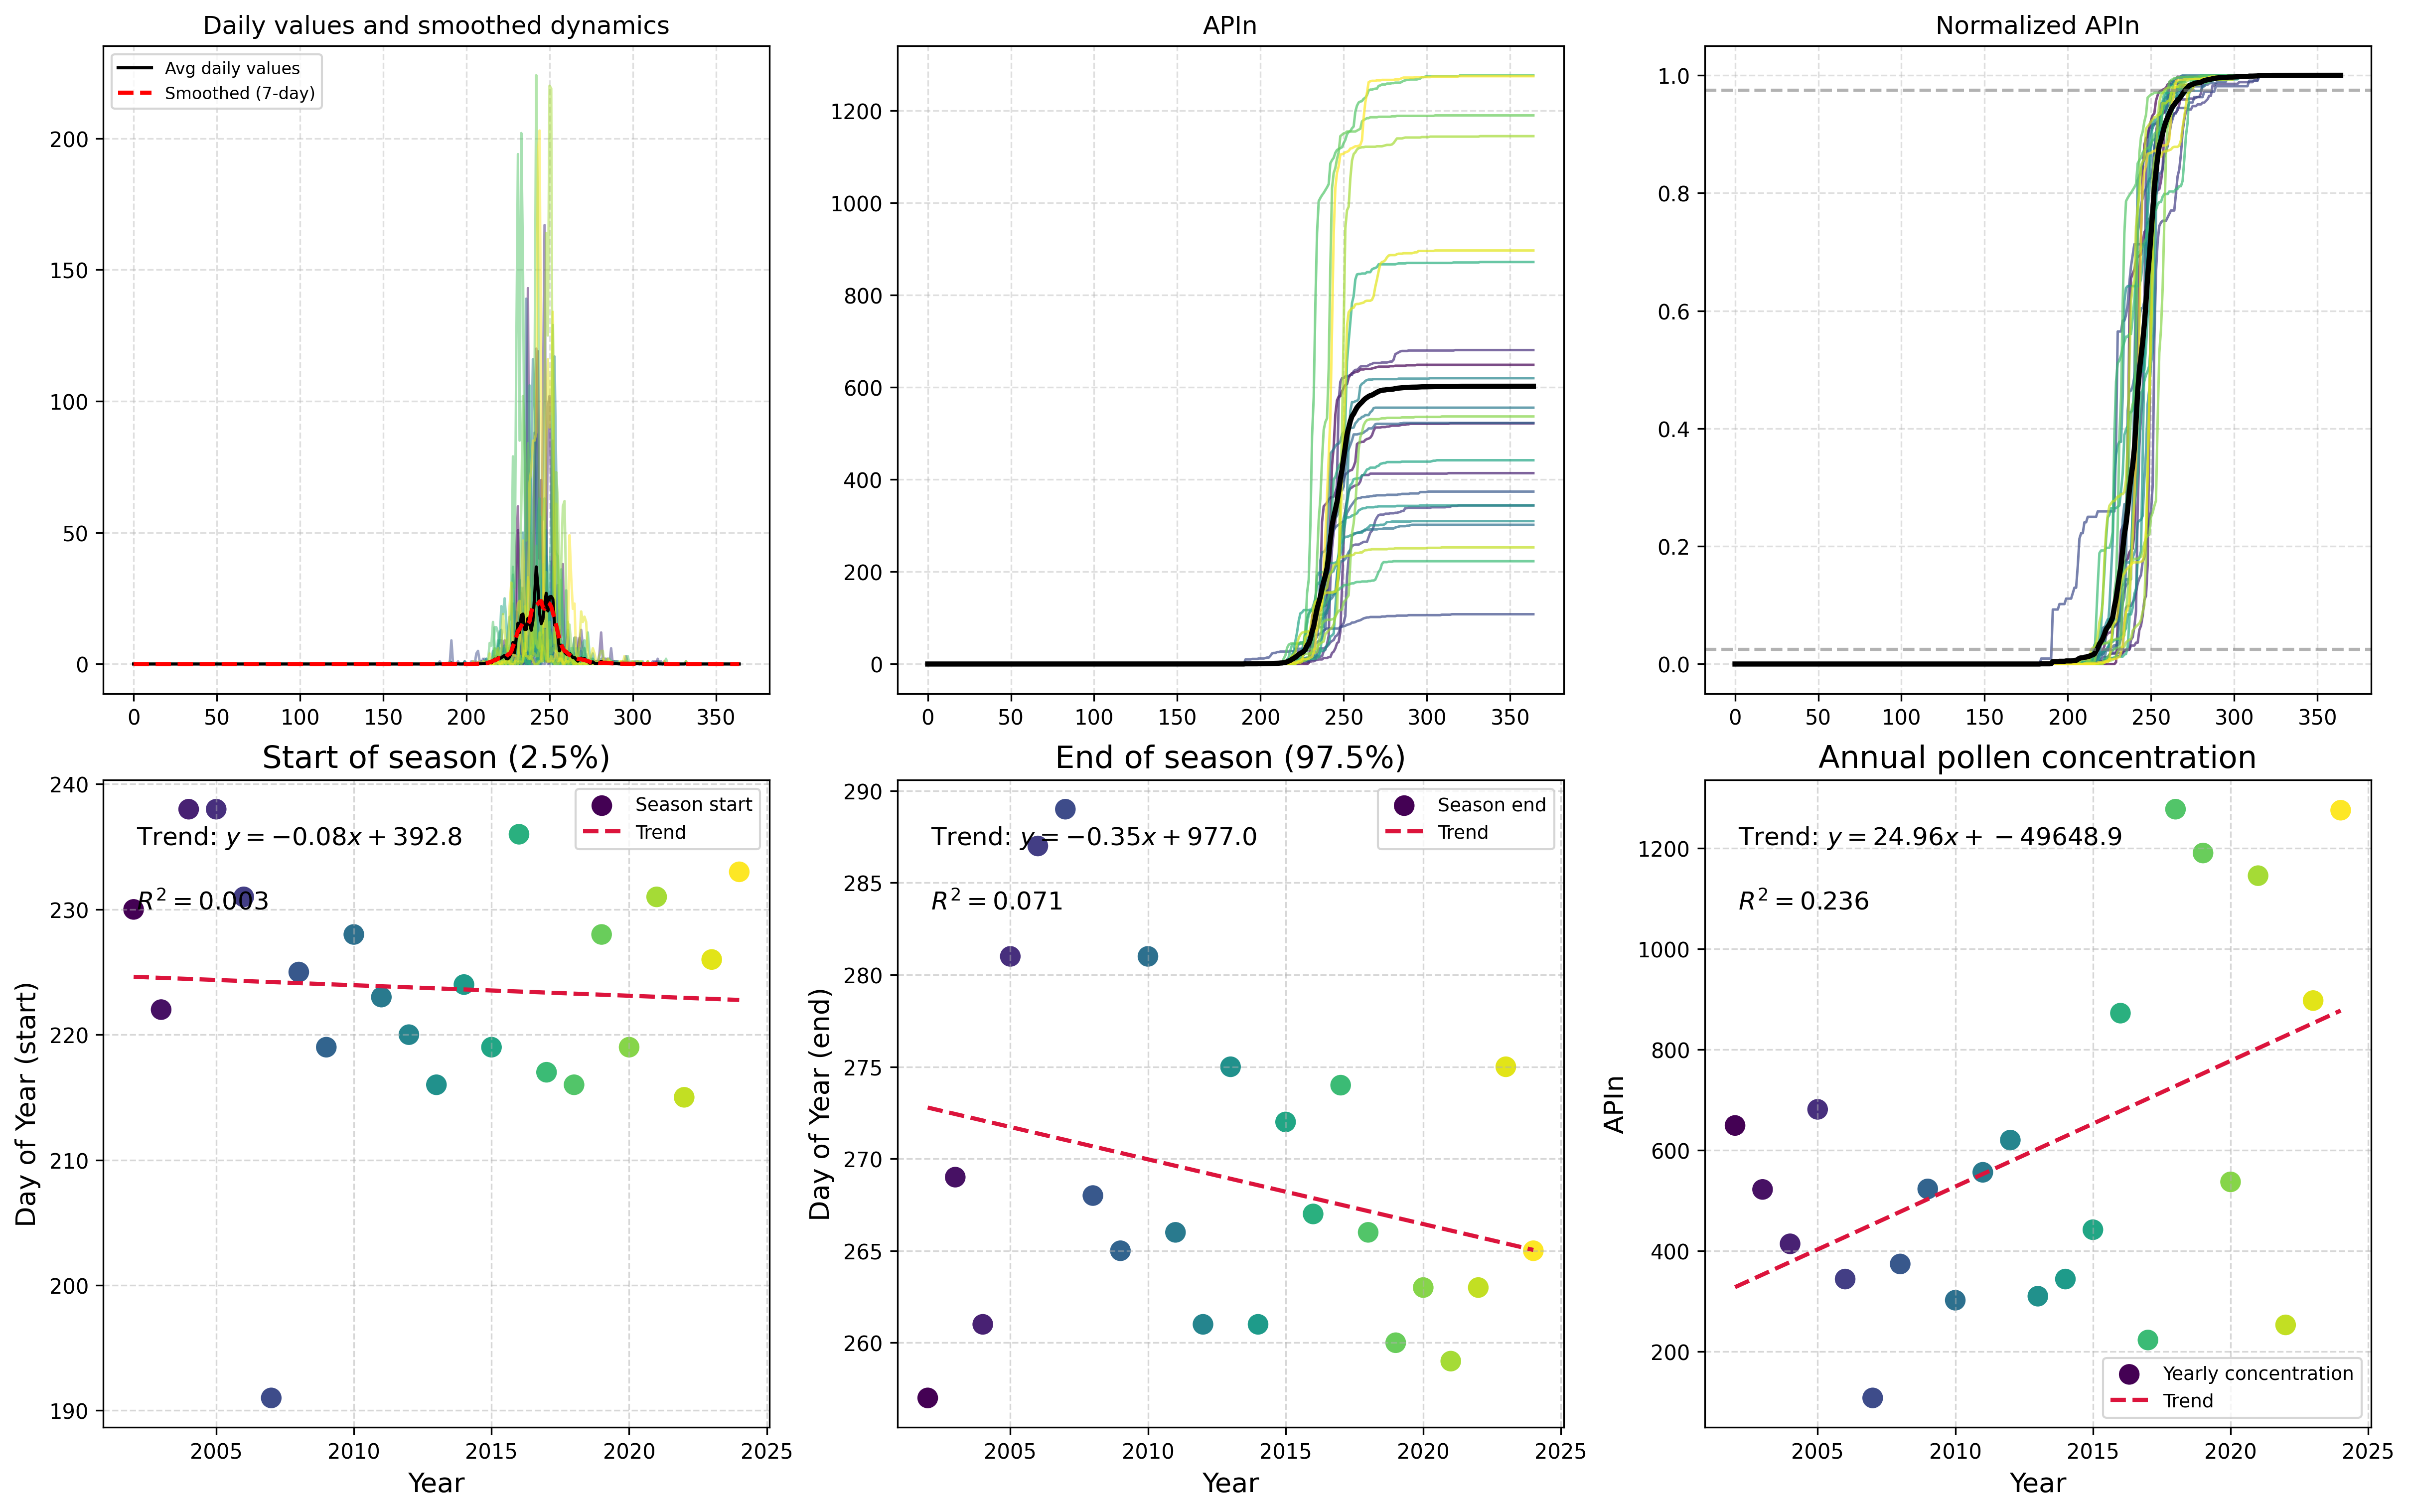 Daily values and smoothed dynamics
Avg daily values
Smoothed (7-day)
200
150
100
50
0
0 50 100 150 200 250 300 350
APIn
1200
1000
800
600
400
200
0
0 50 100 150 200 250 300 350
Normalized APIn
1.0
0.8
0.6
0.4
0.2
0.0
0 50 100 150 200 250 300 350
Start of season (2.5%)
Season start
Trend
Trend: y = −0.08x + 392.8
R² = 0.003
Day of Year (start)
240
230
220
210
200
190
2005 2010 2015 2020 2025
Year
End of season (97.5%)
Season end
Trend
Trend: y = −0.35x + 977.0
R² = 0.071
Day of Year (end)
290
285
280
275
270
265
260
2005 2010 2015 2020 2025
Year
Annual pollen concentration
Trend: y = 24.96x + −49648.9
R² = 0.236
APIn
1200
1000
800
600
400
200
Yearly concentration
Trend
2005 2010 2015 2020 2025
Year